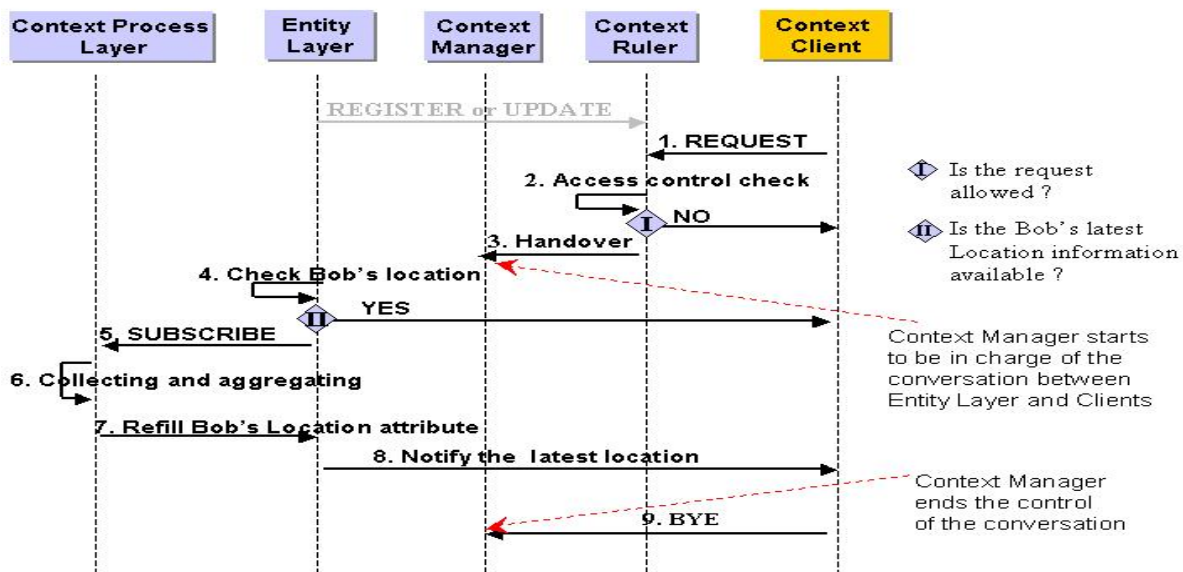 Context Process
Layer
Entity
Layer
Context
Manager
Context
Ruler
Context
Client
REGISTER or UPDATE
1. REQUEST
2. Access control check
I
NO
3. Handover
4. Check Bob's location
II
YES
5. SUBSCRIBE
6. Collecting and aggregating
7. Refill Bob's Location attribute
8. Notify the latest location
9. BYE
I
Is the request
allowed ?
II
Is the Bob's latest
Location information
available ?
Context Manager starts
to be in charge of the
conversation between
Entity Layer and Clients
Context Manager
ends the control
of the conversation